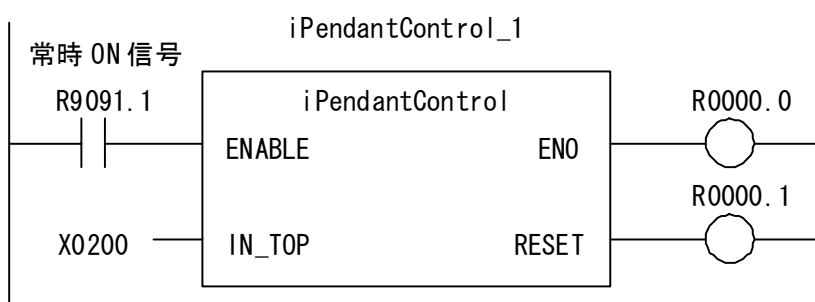 iPendantControl_1
常時ON信号
R9091.1
iPendantControl
R0000.0
ENABLE
ENO
R0000.1
X0200
IN_TOP
RESET